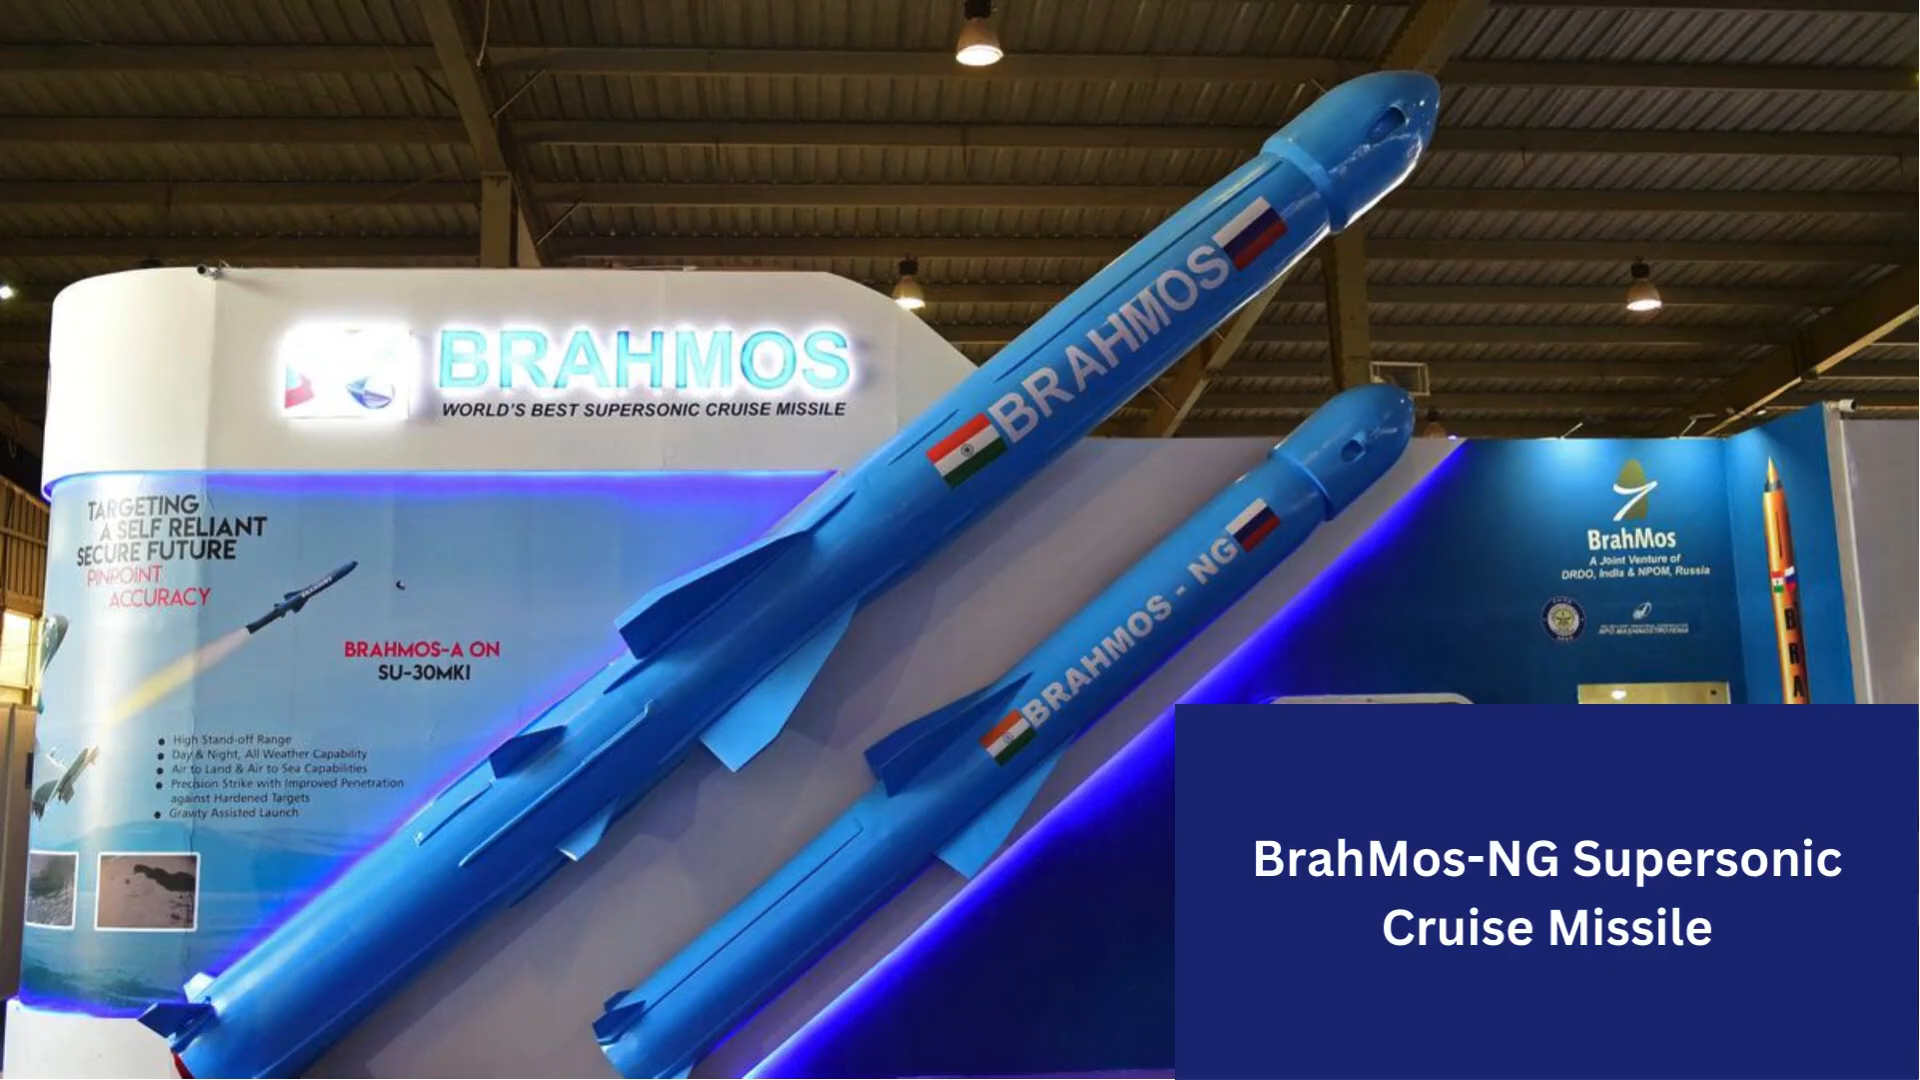 BRAHMOS
WORLD'S BEST SUPERSONIC CRUISE MISSILE
TARGETING
A SELF RELIANT
SECURE FUTURE
PINPOINT
ACCURACY
BRAHMOS-A ON
SU-30MKI
High Stand-off Range
Day & Night, All Weather Capability
Air to Land & Air to Sea Capabilities
Precision Strike with Improved Penetration
against Hardened Targets
Gravity Assisted Launch
BRAHMOS
BRAHMOS - NG
BrahMos
A Joint Venture of
DRDO, India & NPOM, Russia
NPO MASHINOSTROYENIA
BRA
BrahMos-NG Supersonic
Cruise Missile